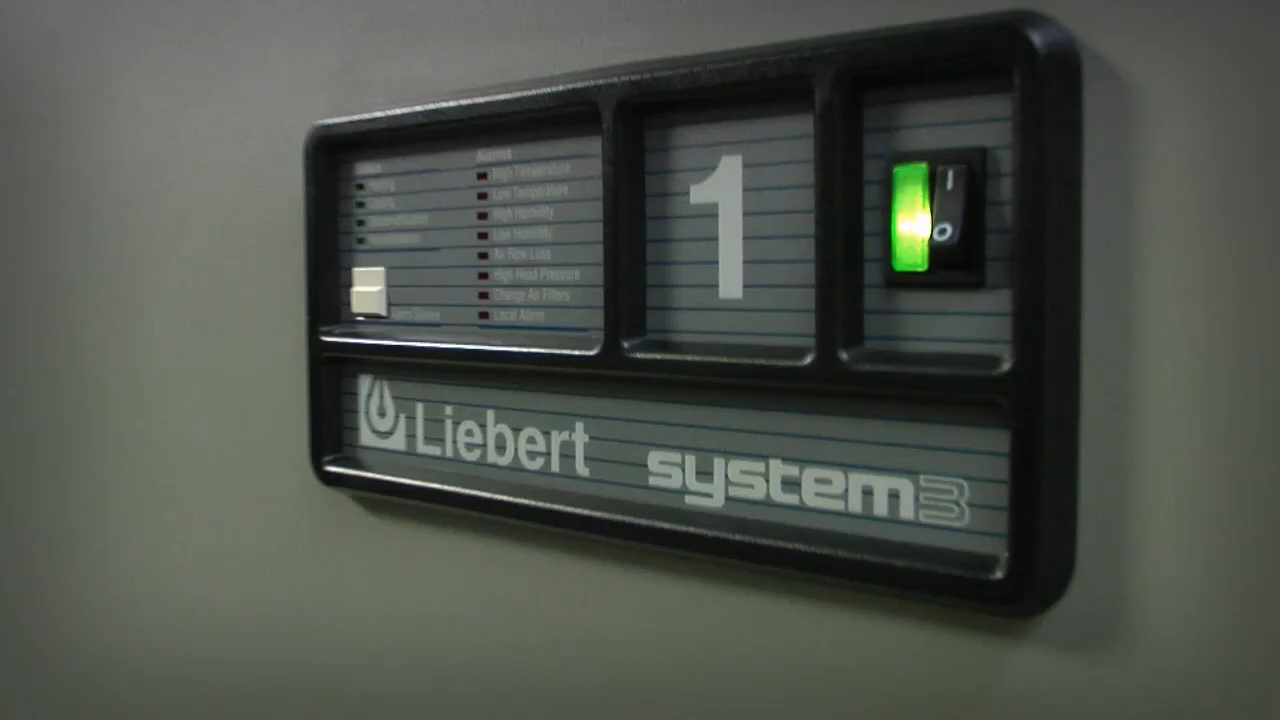 Alarms
High Temperature
Low Temperature
High Humidity
Low Humidity
Air Flow Loss
High Head Pressure
Change Air Filters
Local Alarm
1
I
O
Liebert
system3